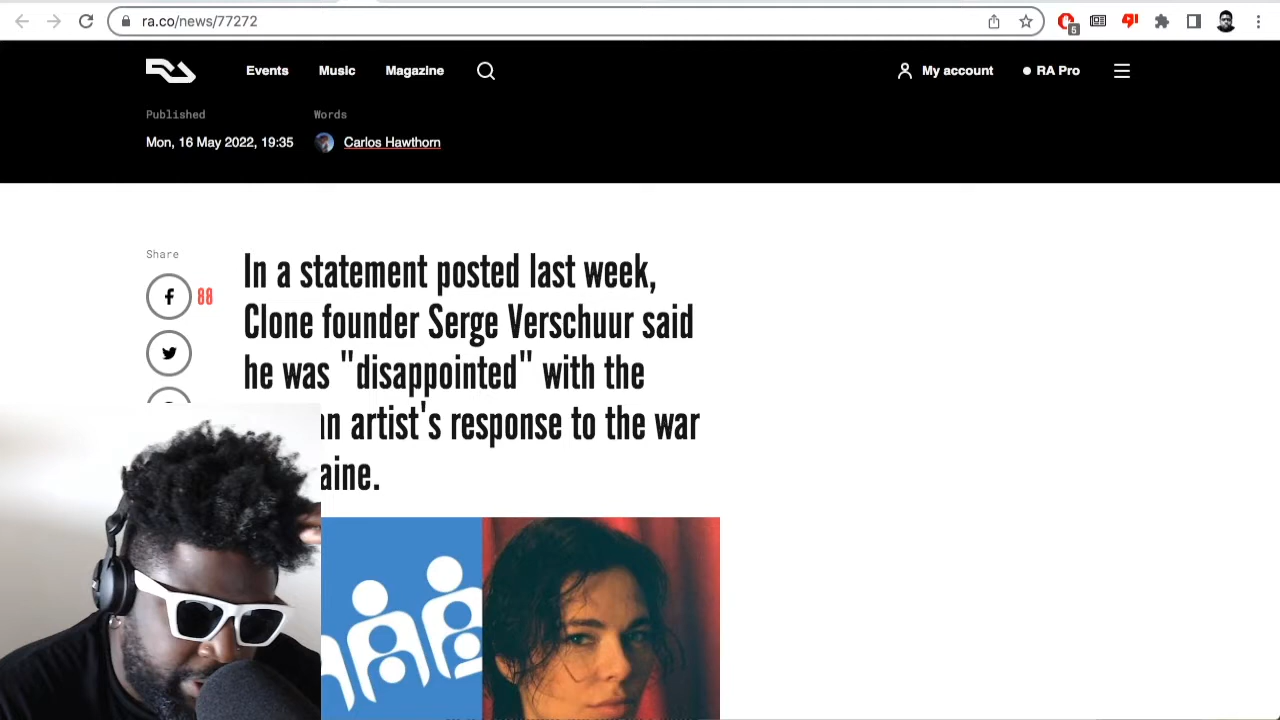 ra.co/news/77272
5
Events Music Magazine My account RA Pro
Published Words
Mon, 16 May 2022, 19:35 Carlos Hawthorn
Share
88
In a statement posted last week,
Clone founder Serge Verschuur said
he was "disappointed" with the
artist's response to the war